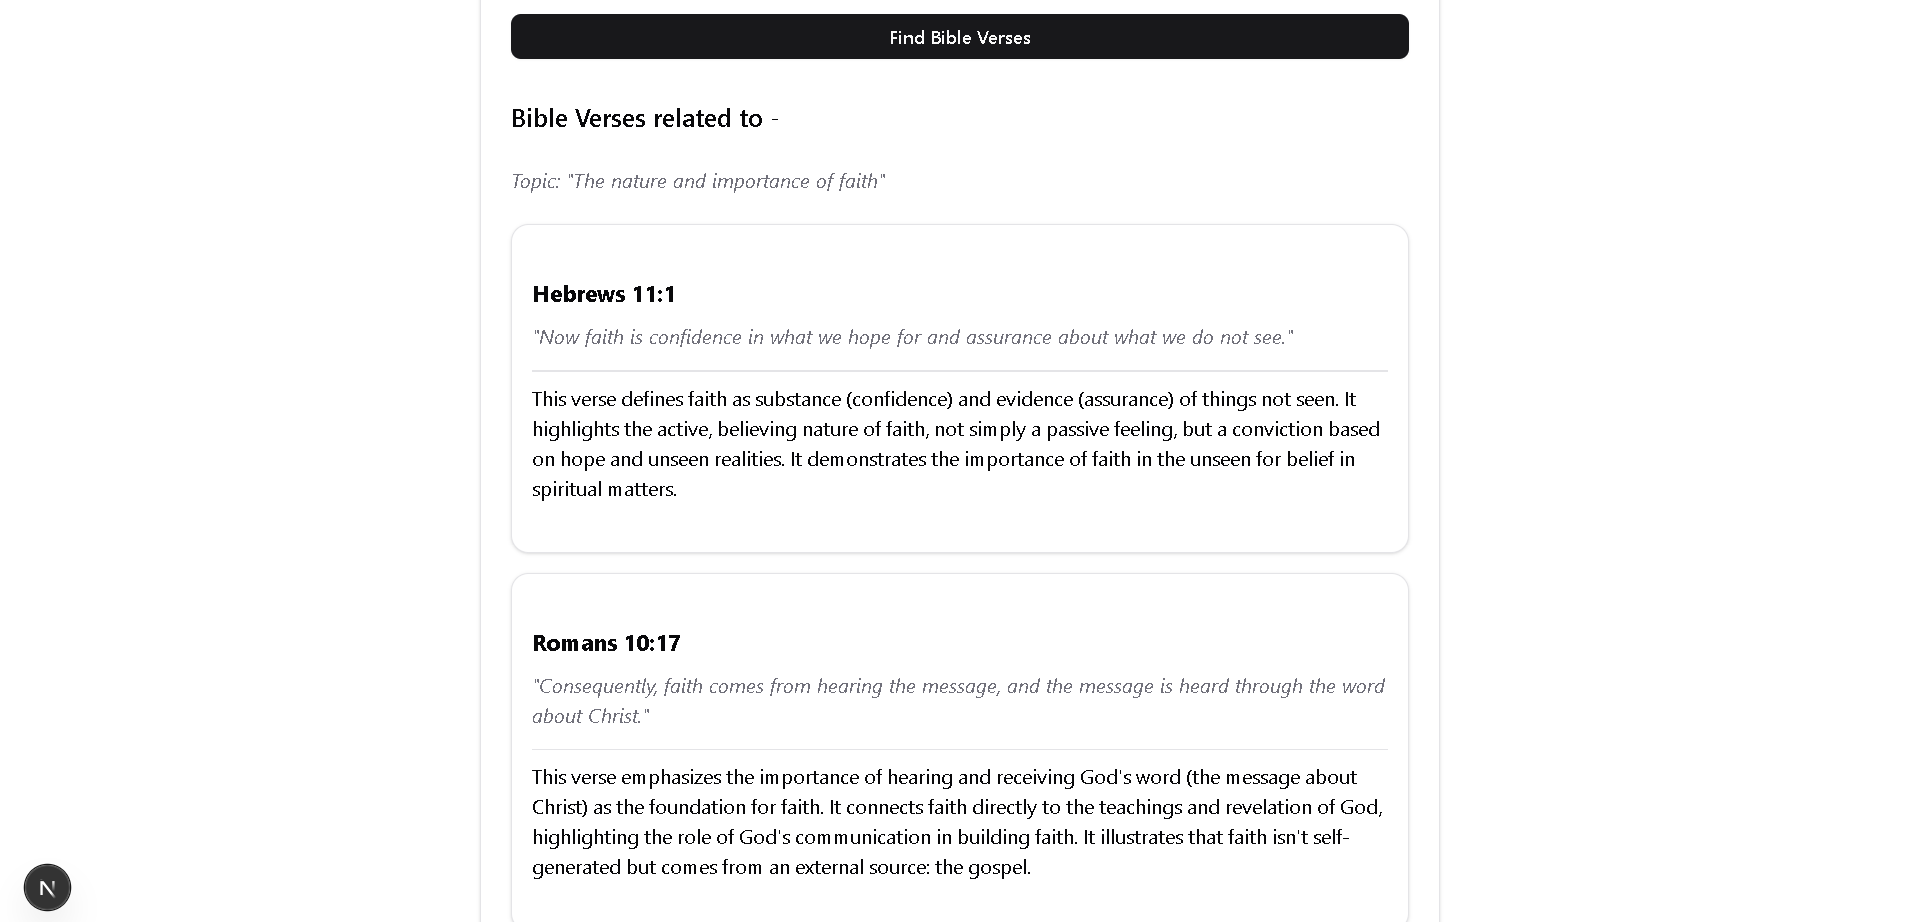 Find Bible Verses
Bible Verses related to -
Topic: "The nature and importance of faith"
Hebrews 11:1
"Now faith is confidence in what we hope for and assurance about what we do not see."
This verse defines faith as substance (confidence) and evidence (assurance) of things not seen. It
highlights the active, believing nature of faith, not simply a passive feeling, but a conviction based
on hope and unseen realities. It demonstrates the importance of faith in the unseen for belief in
spiritual matters.
Romans 10:17
"Consequently, faith comes from hearing the message, and the message is heard through the word
about Christ."
This verse emphasizes the importance of hearing and receiving God's word (the message about
Christ) as the foundation for faith. It connects faith directly to the teachings and revelation of God,
highlighting the role of God's communication in building faith. It illustrates that faith isn't self-
generated but comes from an external source: the gospel.
N